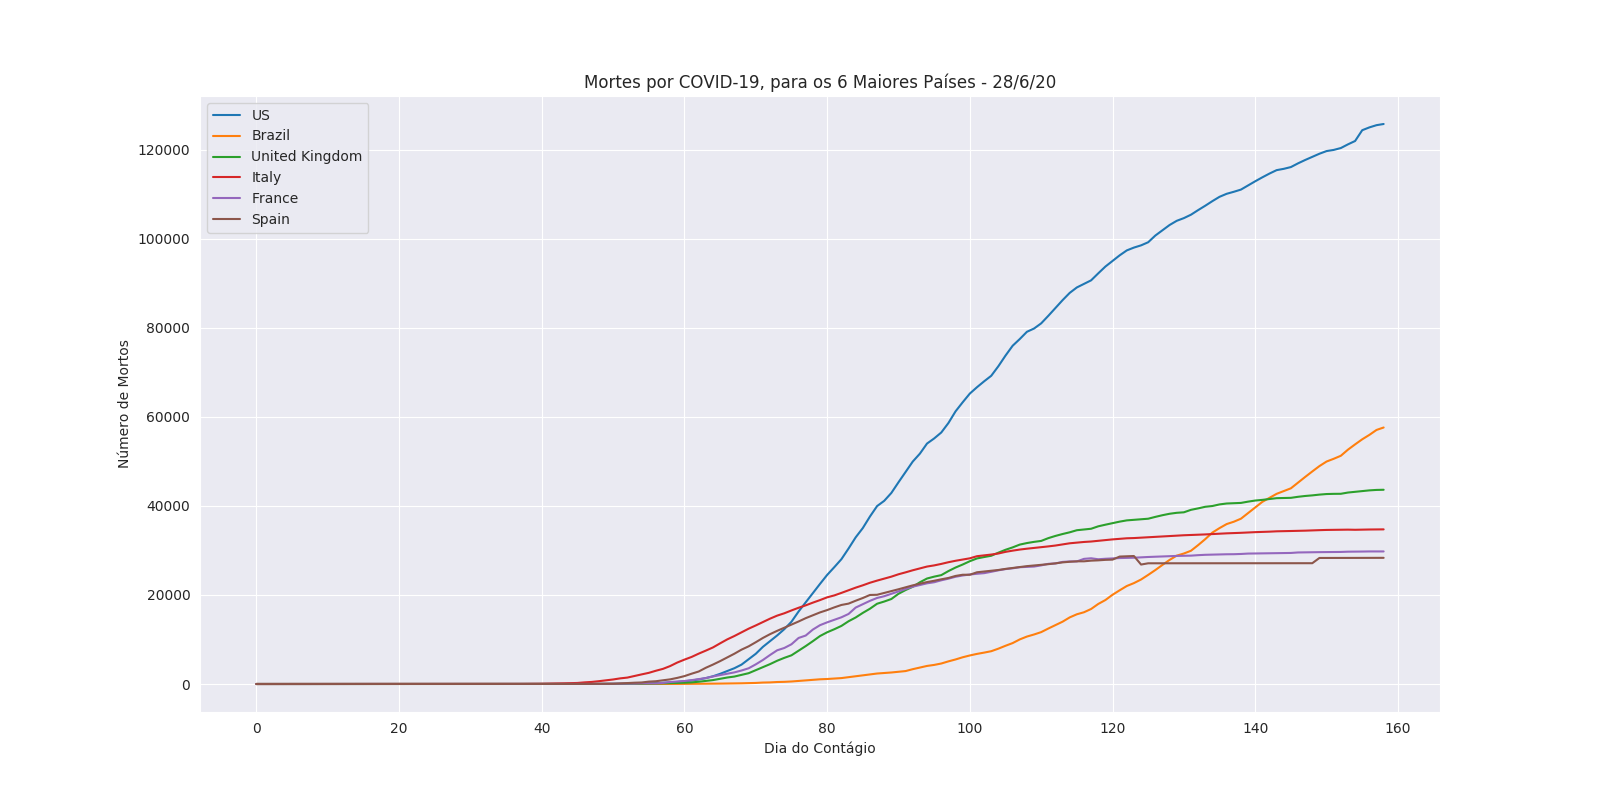 Mortes por COVID-19, para os 6 Maiores Países - 28/6/20
US
Brazil
United Kingdom
Italy
France
Spain
120000
100000
80000
60000
40000
20000
0
Número de Mortos
0 20 40 60 80 100 120 140 160
Dia do Contágio